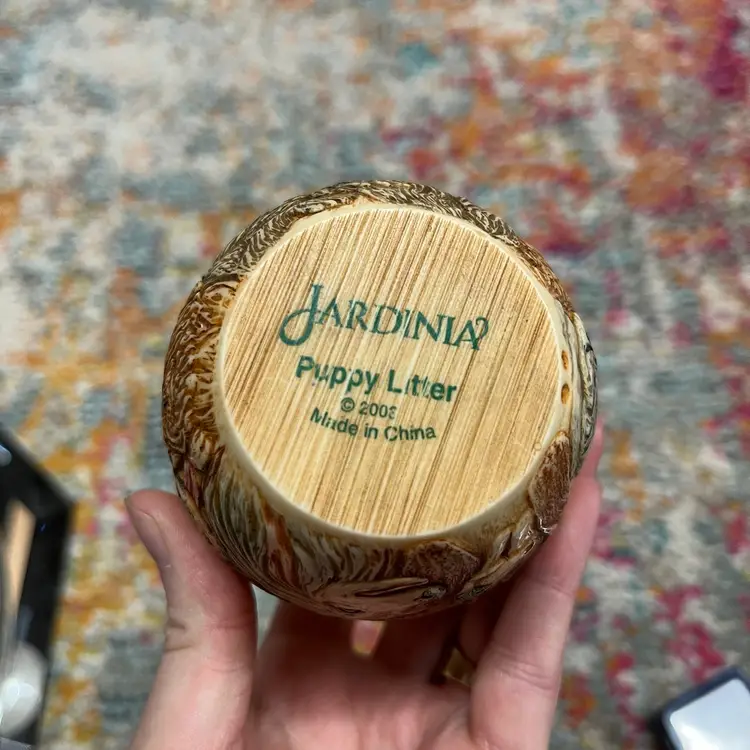 JARDINIA
Puppy Litter
© 2003
Made in China